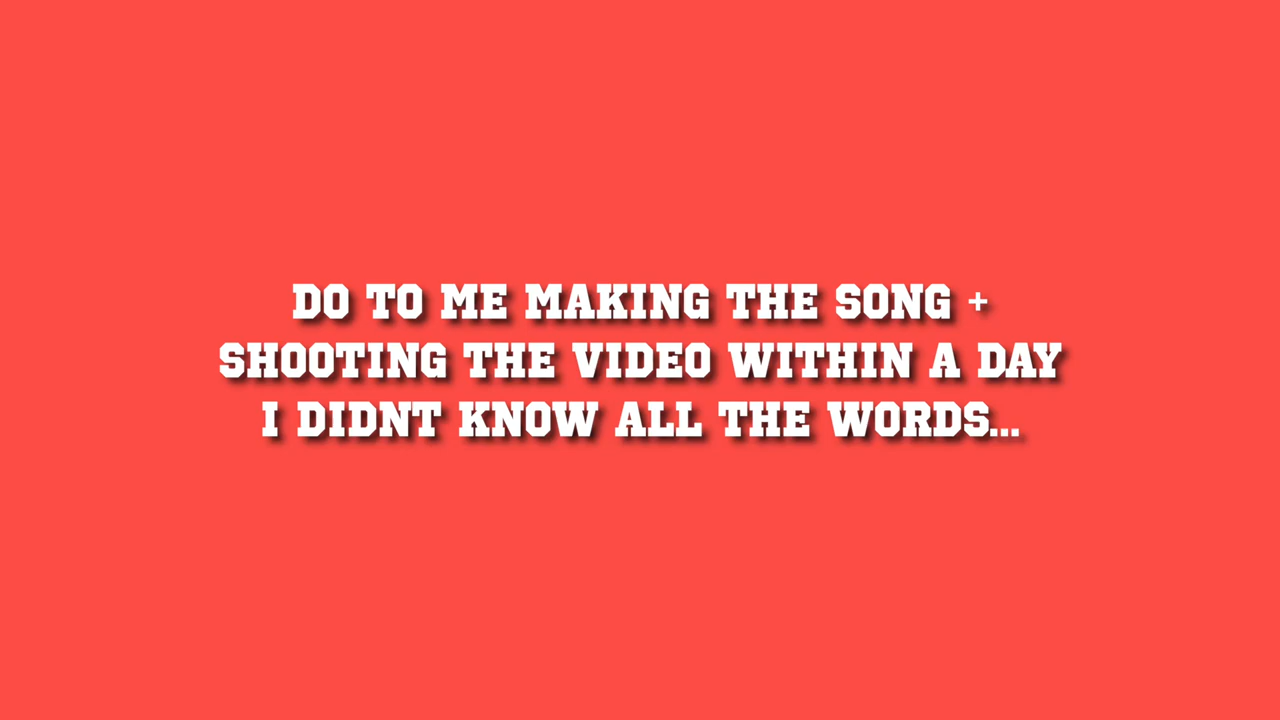 DO TO ME MAKING THE SONG +
SHOOTING THE VIDEO WITHIN A DAY
I DIDNT KNOW ALL THE WORDS...